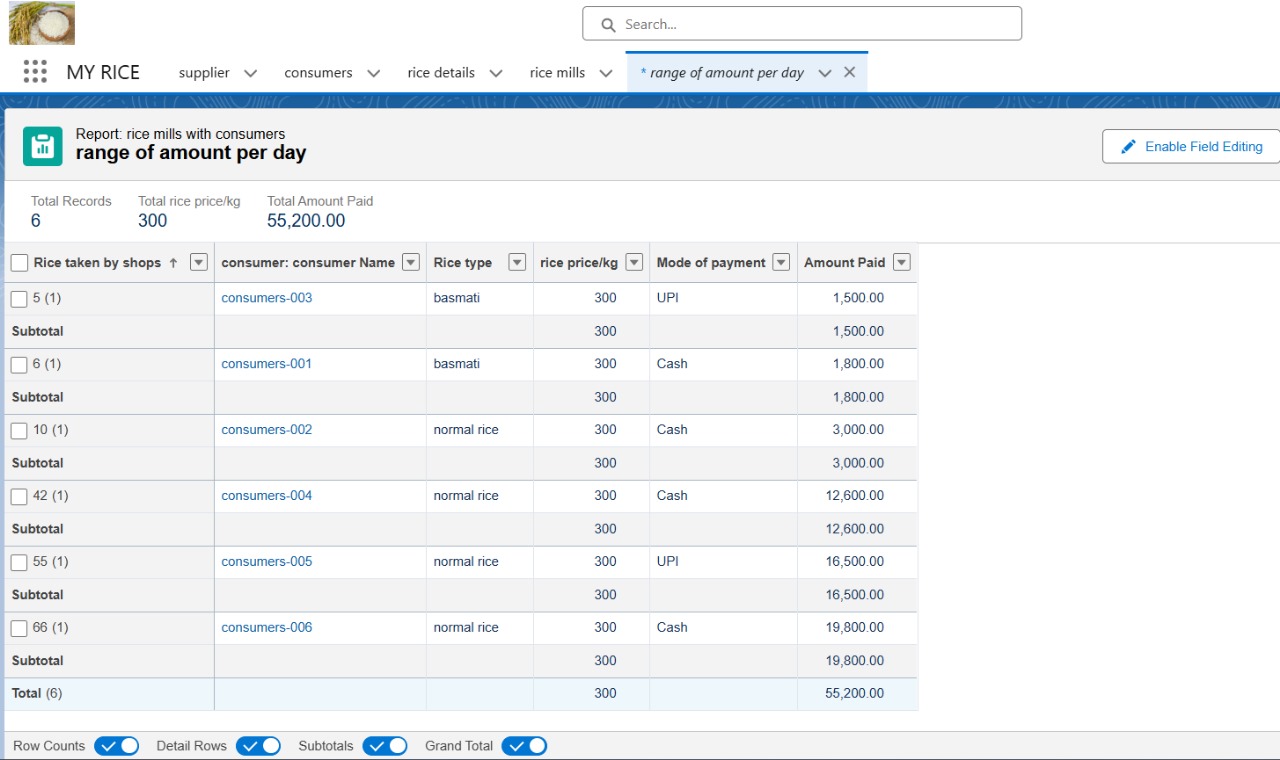 Search...
MY RICE supplier consumers rice details rice mills * range of amount per day
Report: rice mills with consumers
range of amount per day
Enable Field Editing
Total Records Total rice price/kg Total Amount Paid
6 300 55,200.00
Rice taken by shops ↑ consumer: consumer Name Rice type rice price/kg Mode of payment Amount Paid
5 (1) consumers-003 basmati 300 UPI 1,500.00
Subtotal 300 1,500.00
6 (1) consumers-001 basmati 300 Cash 1,800.00
Subtotal 300 1,800.00
10 (1) consumers-002 normal rice 300 Cash 3,000.00
Subtotal 300 3,000.00
42 (1) consumers-004 normal rice 300 Cash 12,600.00
Subtotal 300 12,600.00
55 (1) consumers-005 normal rice 300 UPI 16,500.00
Subtotal 300 16,500.00
66 (1) consumers-006 normal rice 300 Cash 19,800.00
Subtotal 300 19,800.00
Total (6) 300 55,200.00
Row Counts Detail Rows Subtotals Grand Total